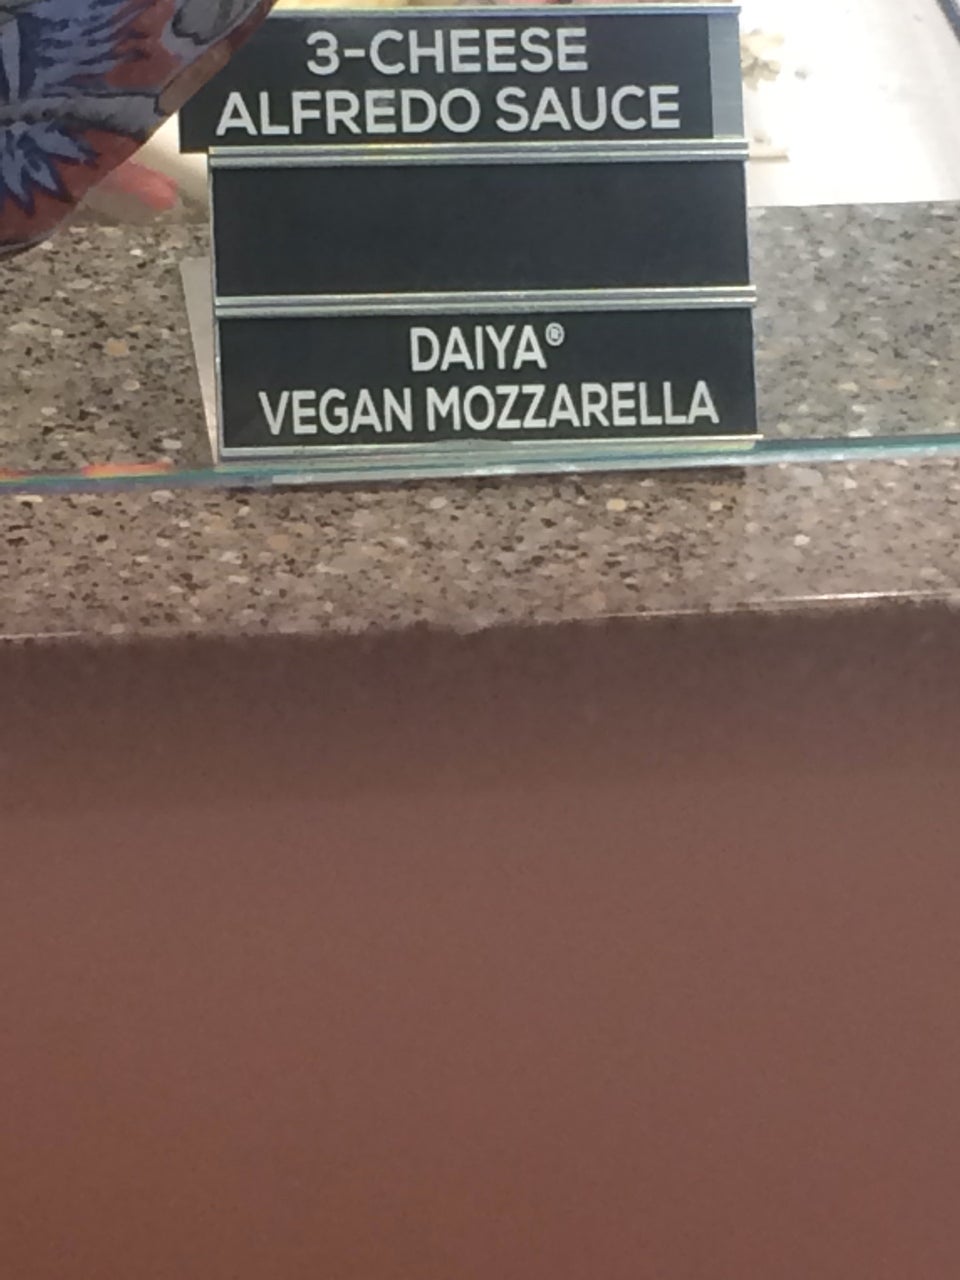 3-CHEESE
ALFREDO SAUCE
DAIYA®
VEGAN MOZZARELLA